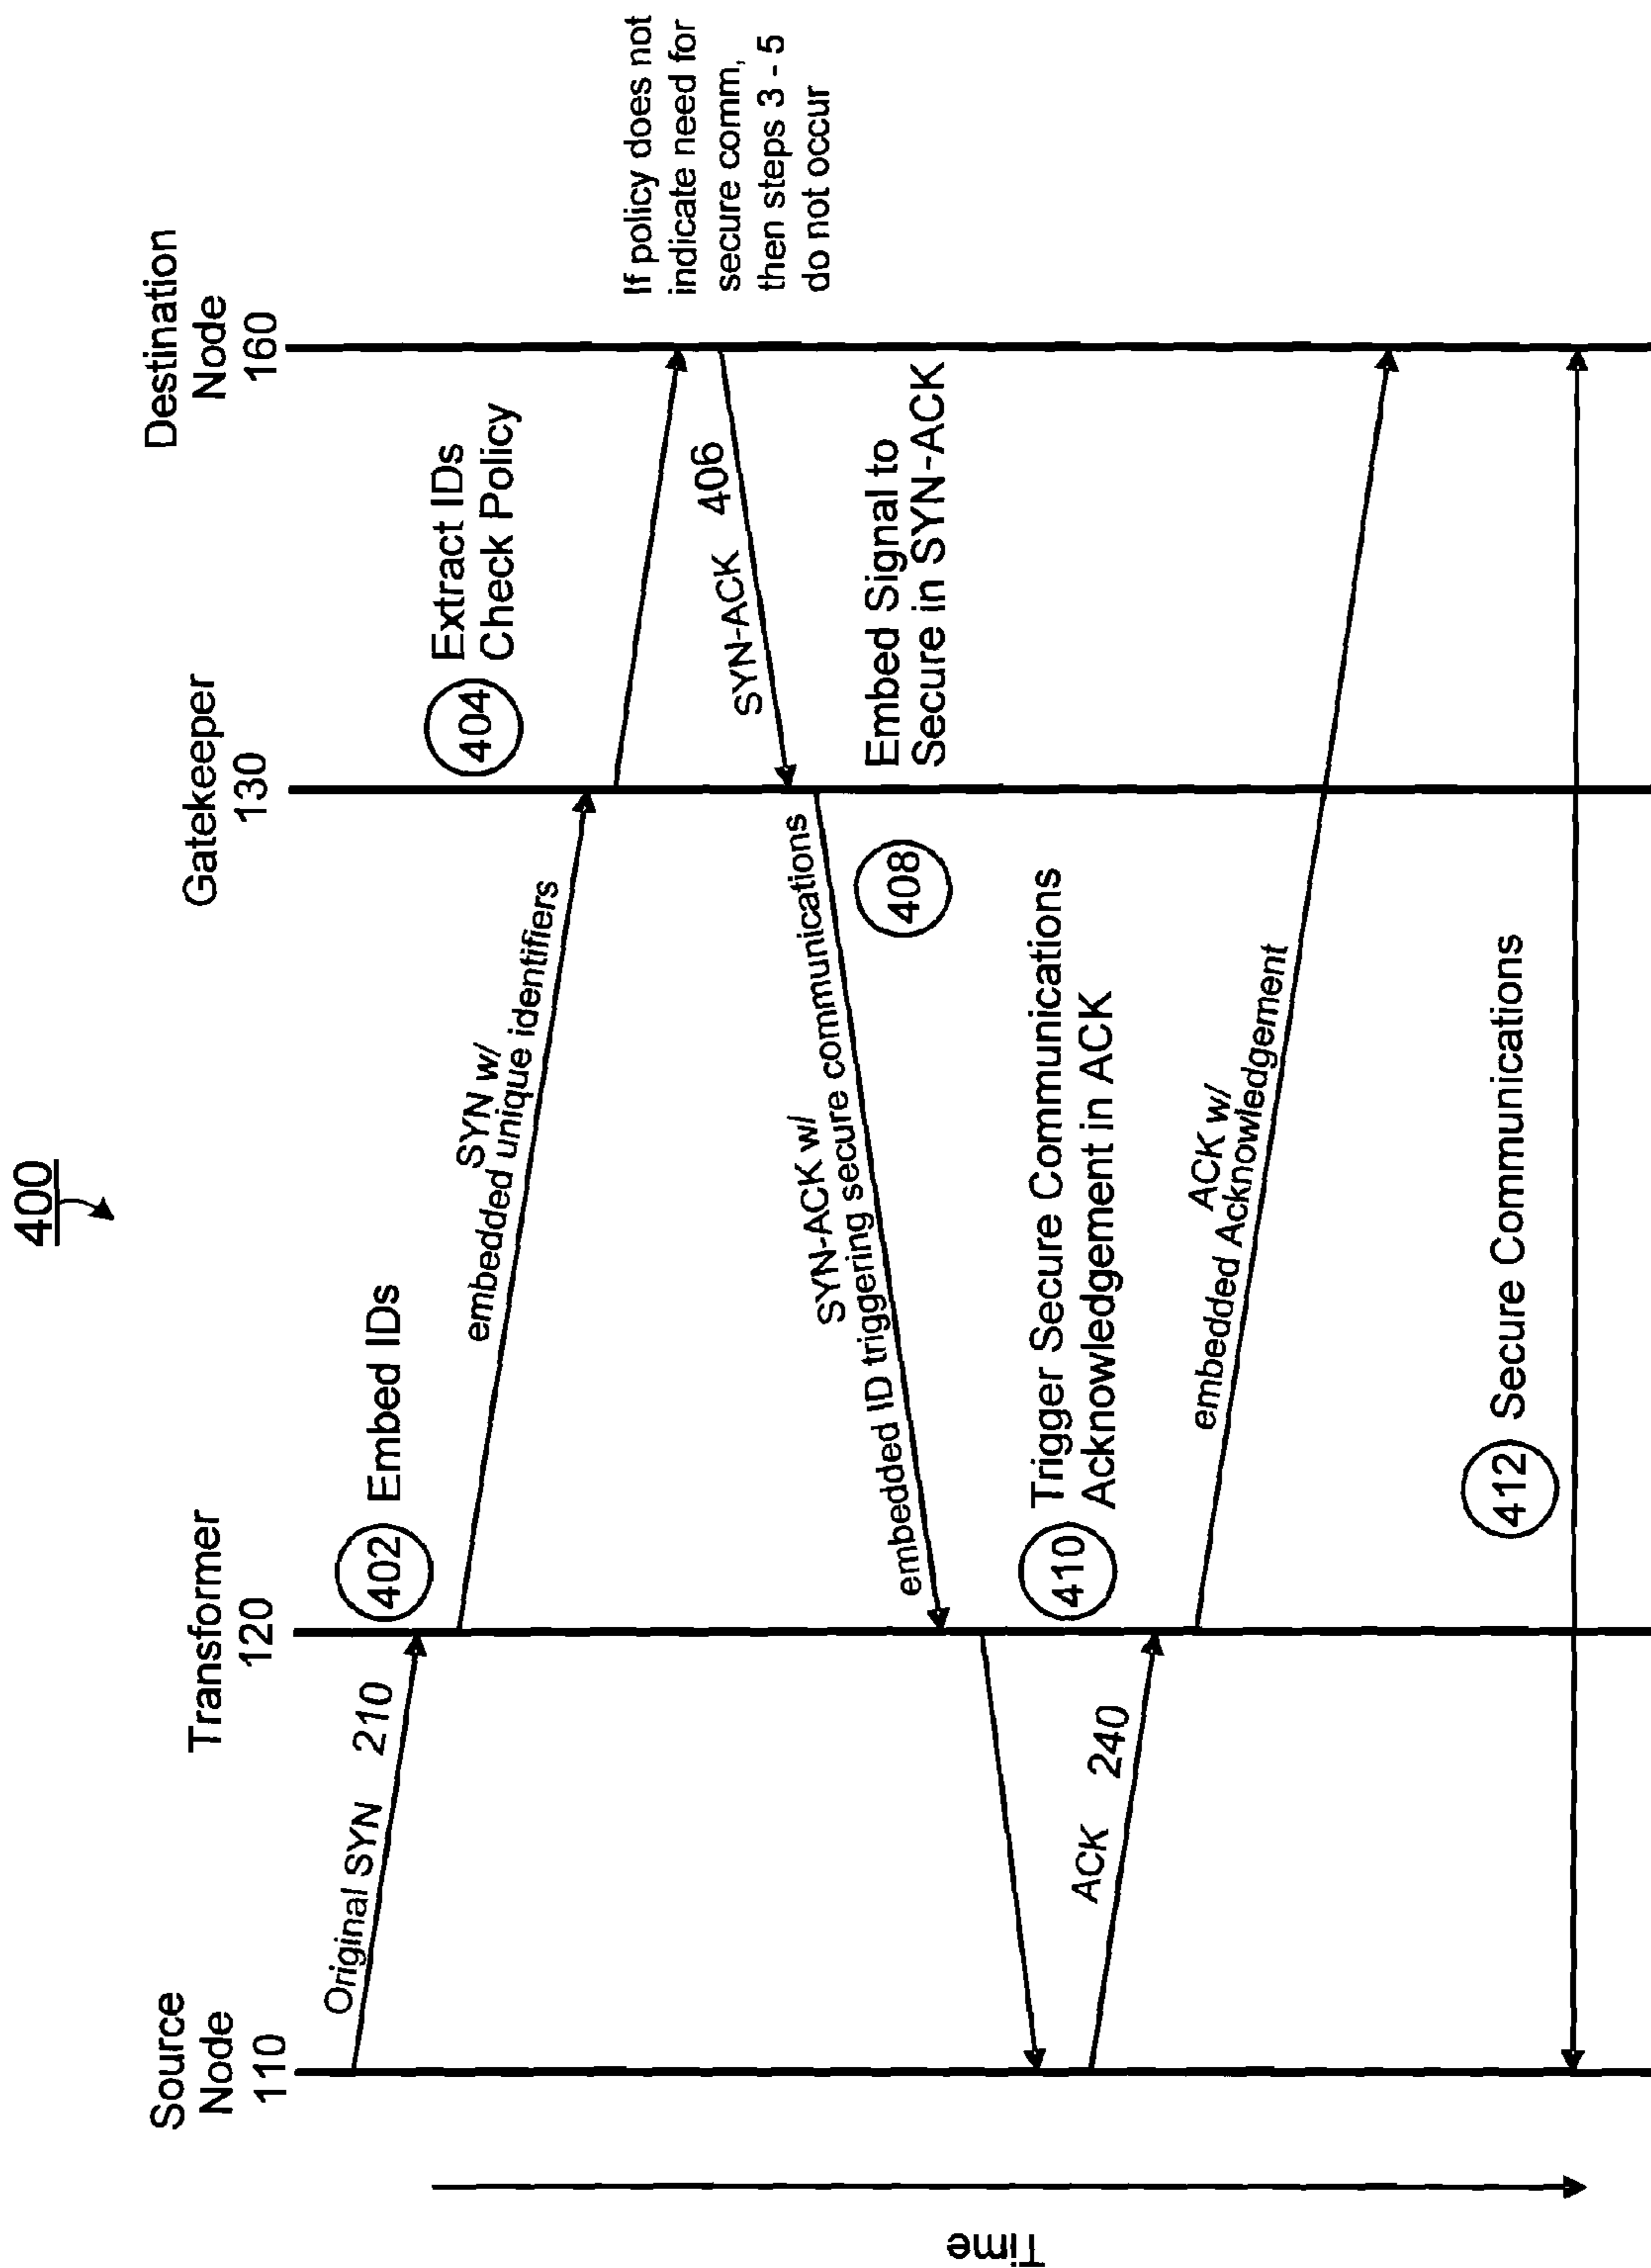 400
Source
Node
110
Transformer
120
Gatekeeper
130
Destination
Node
160
Time
Original SYN 210
402 Embed IDs
SYN w/
embedded unique identifiers
404 Extract IDs
Check Policy
If policy does not
indicate need for
secure comm,
then steps 3 - 5
do not occur
SYN-ACK 406
408 Embed Signal to
Secure in SYN-ACK
SYN-ACK w/
embedded ID triggering secure communications
410 Trigger Secure Communications
Acknowledgement in ACK
ACK 240
ACK w/
embedded Acknowledgement
412 Secure Communications